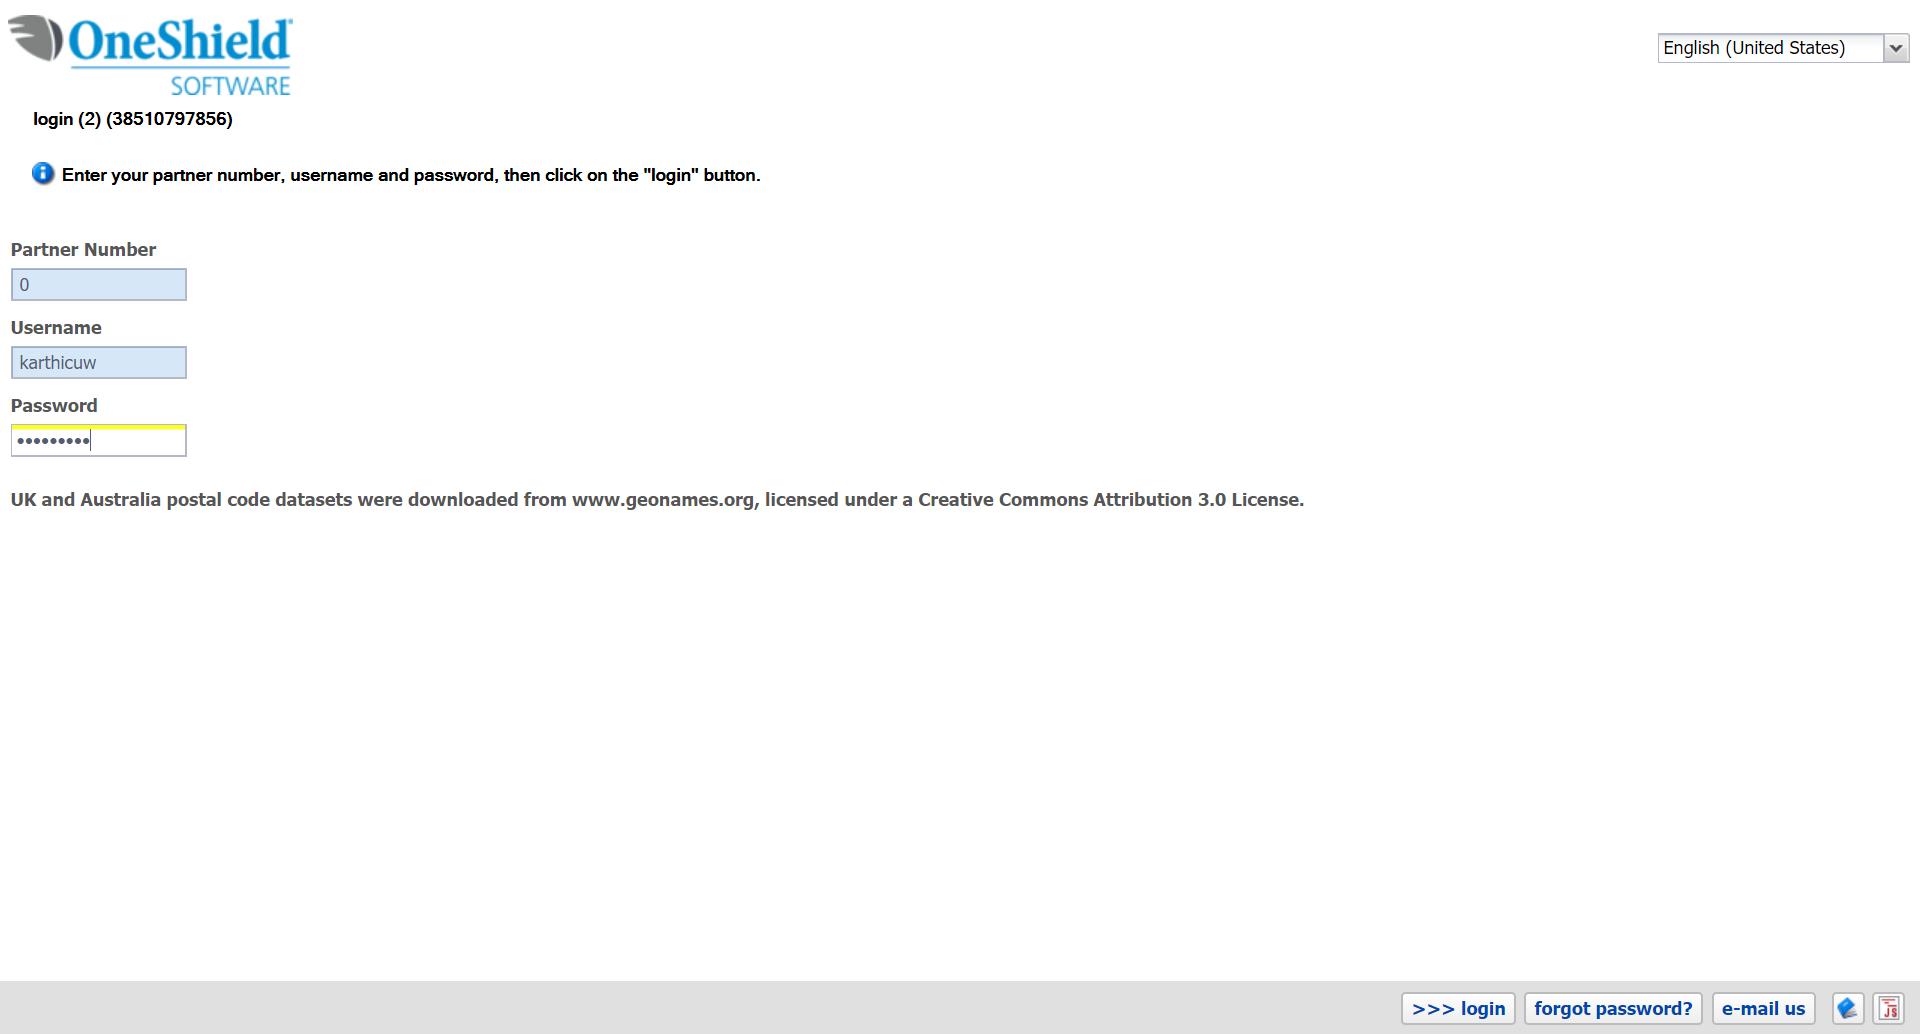 OneShield
SOFTWARE
English (United States)
login (2) (38510797856)
Enter your partner number, username and password, then click on the "login" button.
Partner Number
0
Username
karthicuw
Password
•••••••••
UK and Australia postal code datasets were downloaded from www.geonames.org, licensed under a Creative Commons Attribution 3.0 License.
>>> login forgot password? e-mail us JS